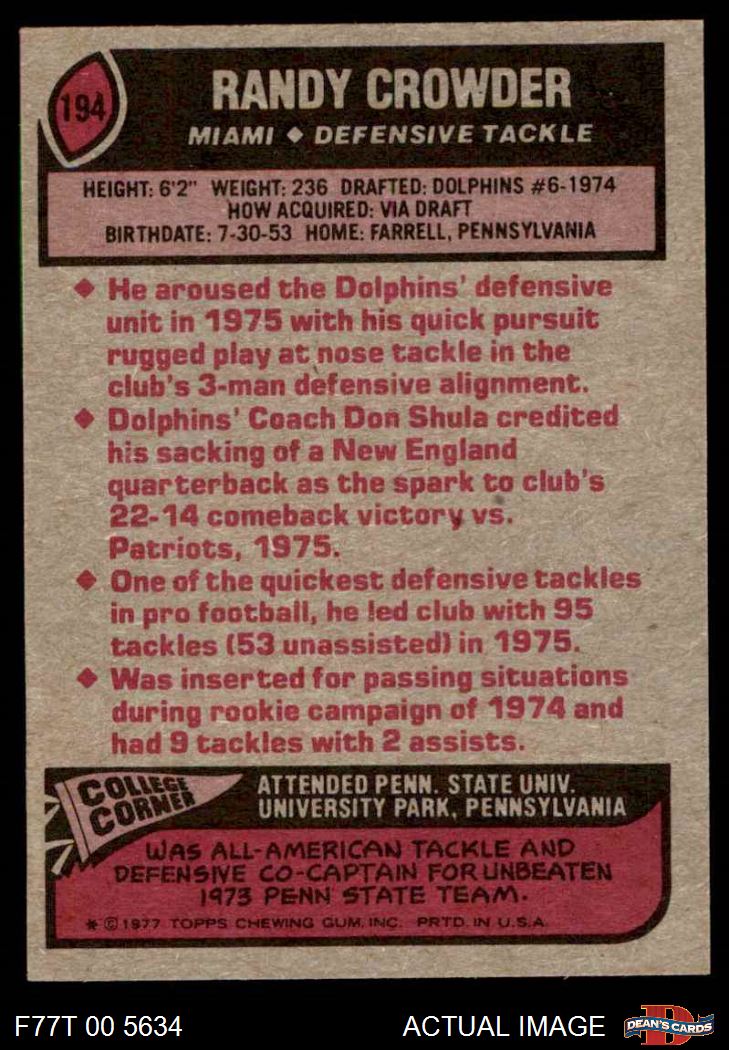 194
RANDY CROWDER
MIAMI ◆ DEFENSIVE TACKLE
HEIGHT: 6'2" WEIGHT: 236 DRAFTED: DOLPHINS #6-1974
HOW ACQUIRED: VIA DRAFT
BIRTHDATE: 7-30-53 HOME: FARRELL, PENNSYLVANIA
◆ He aroused the Dolphins' defensive
unit in 1975 with his quick pursuit
rugged play at nose tackle in the
club's 3-man defensive alignment.
◆ Dolphins' Coach Don Shula credited
his sacking of a New England
quarterback as the spark to club's
22-14 comeback victory vs.
Patriots, 1975.
◆ One of the quickest defensive tackles
in pro football, he led club with 95
tackles (53 unassisted) in 1975.
◆ Was inserted for passing situations
during rookie campaign of 1974 and
had 9 tackles with 2 assists.
COLLEGE
CORNER
ATTENDED PENN. STATE UNIV.
UNIVERSITY PARK, PENNSYLVANIA
WAS ALL-AMERICAN TACKLE AND
DEFENSIVE CO-CAPTAIN FOR UNBEATEN
1973 PENN STATE TEAM.
* © 1977 TOPPS CHEWING GUM, INC. PRTD. IN U.S.A.
F77T 00 5634
ACTUAL IMAGE
D
DEAN'S CARDS